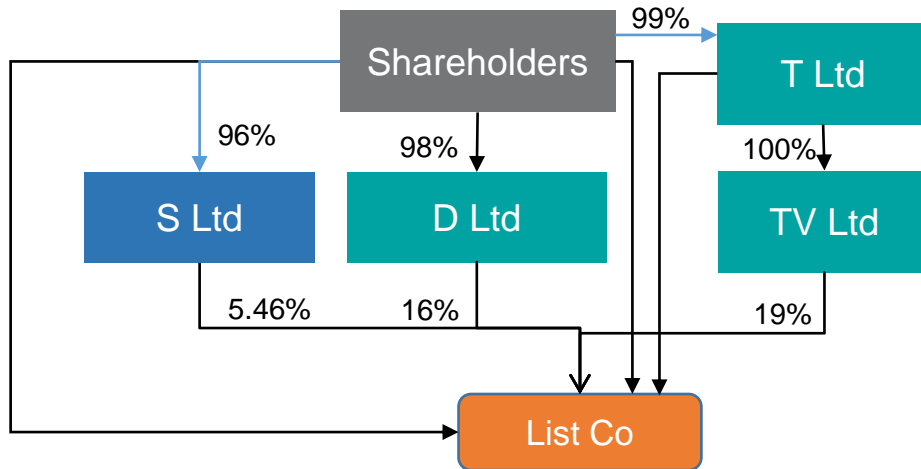 99%
Shareholders
T Ltd
96%
98%
100%
S Ltd
D Ltd
TV Ltd
5.46%
16%
19%
List Co